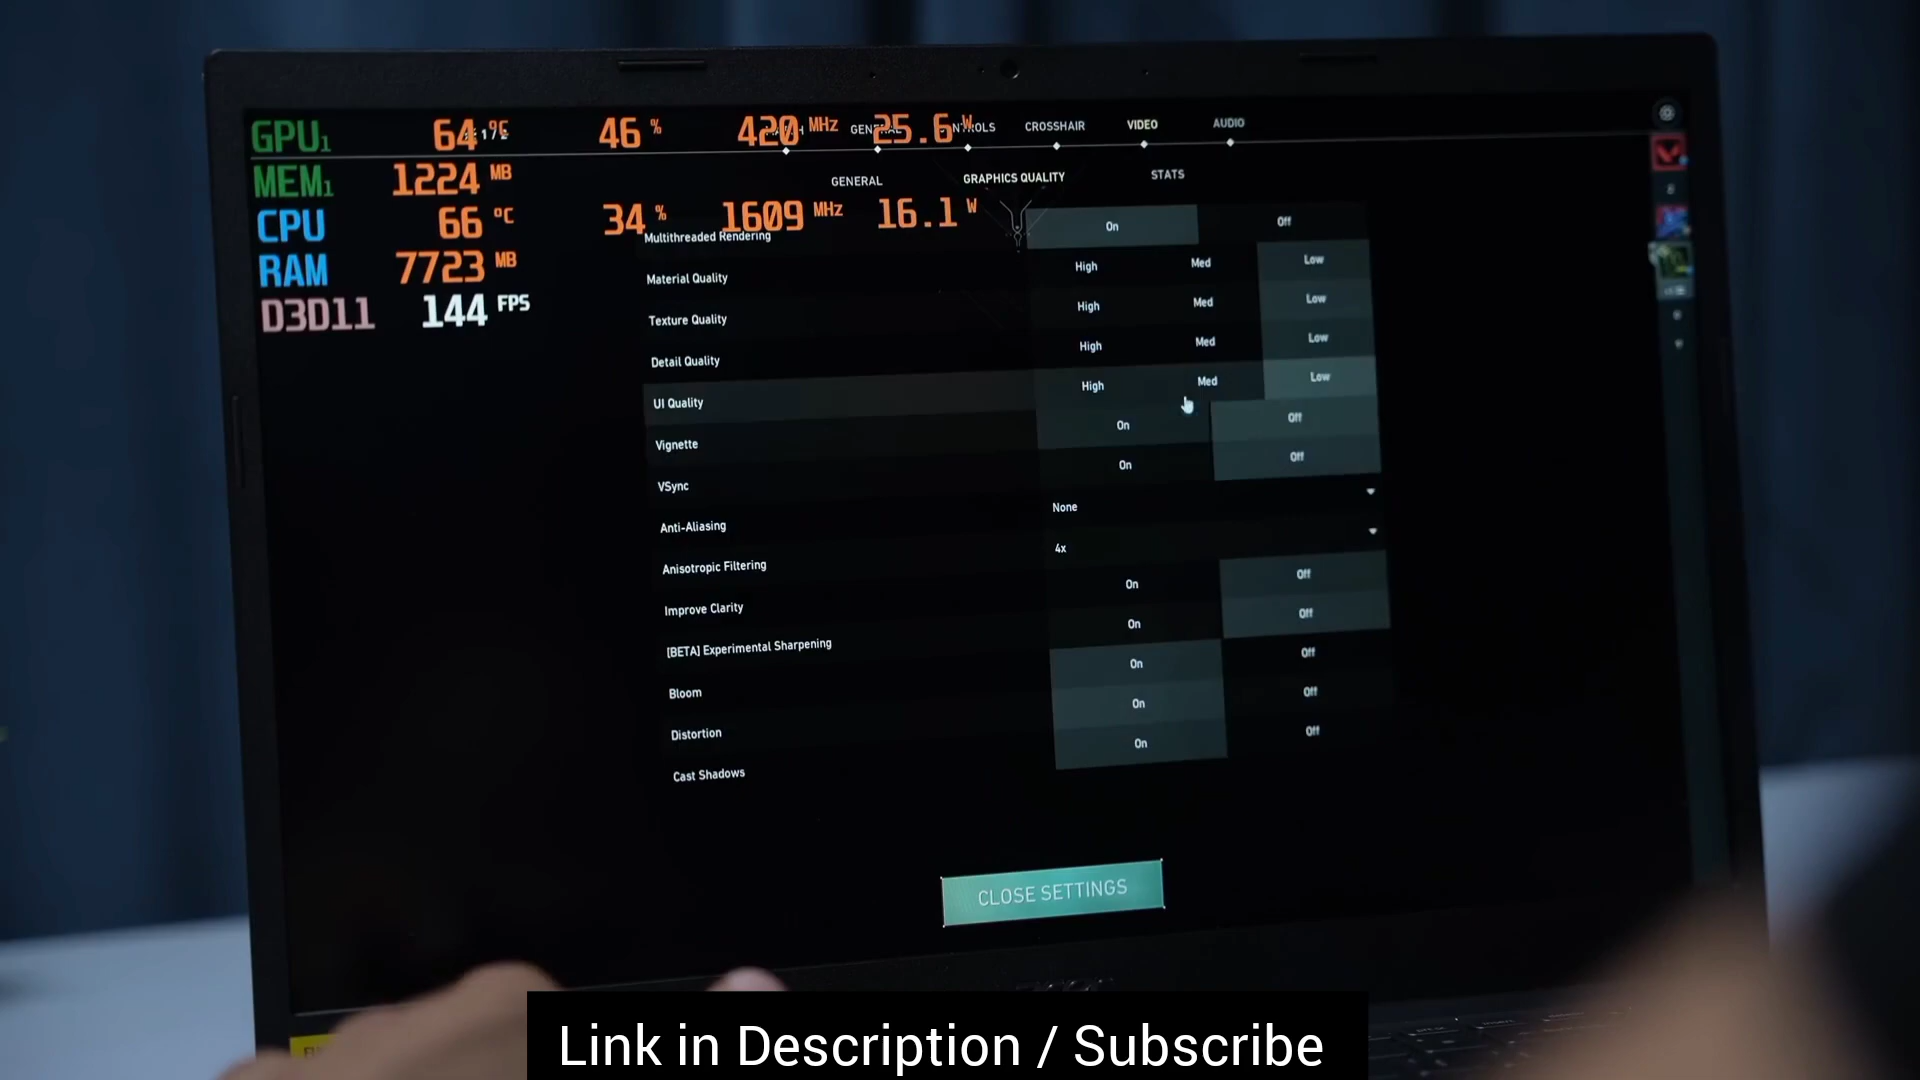 GPU1 64 °C 46 % 420 MHz 25.6 W
GENERAL CROSSHAIR VIDEO AUDIO
MEM1 1224 MB
GENERAL GRAPHICS QUALITY STATS
CPU 66 °C 34 % 1609 MHz 16.1 W
RAM 7723 MB
D3D11 144 FPS
Multithreaded Rendering On Off
Material Quality High Med Low
Texture Quality High Med Low
Detail Quality High Med Low
UI Quality High Med Low
Vignette On Off
VSync On Off
Anti-Aliasing None
Anisotropic Filtering 4x
Improve Clarity On Off
[BETA] Experimental Sharpening On Off
Bloom On Off
Distortion On Off
Cast Shadows On Off
CLOSE SETTINGS
Link in Description / Subscribe